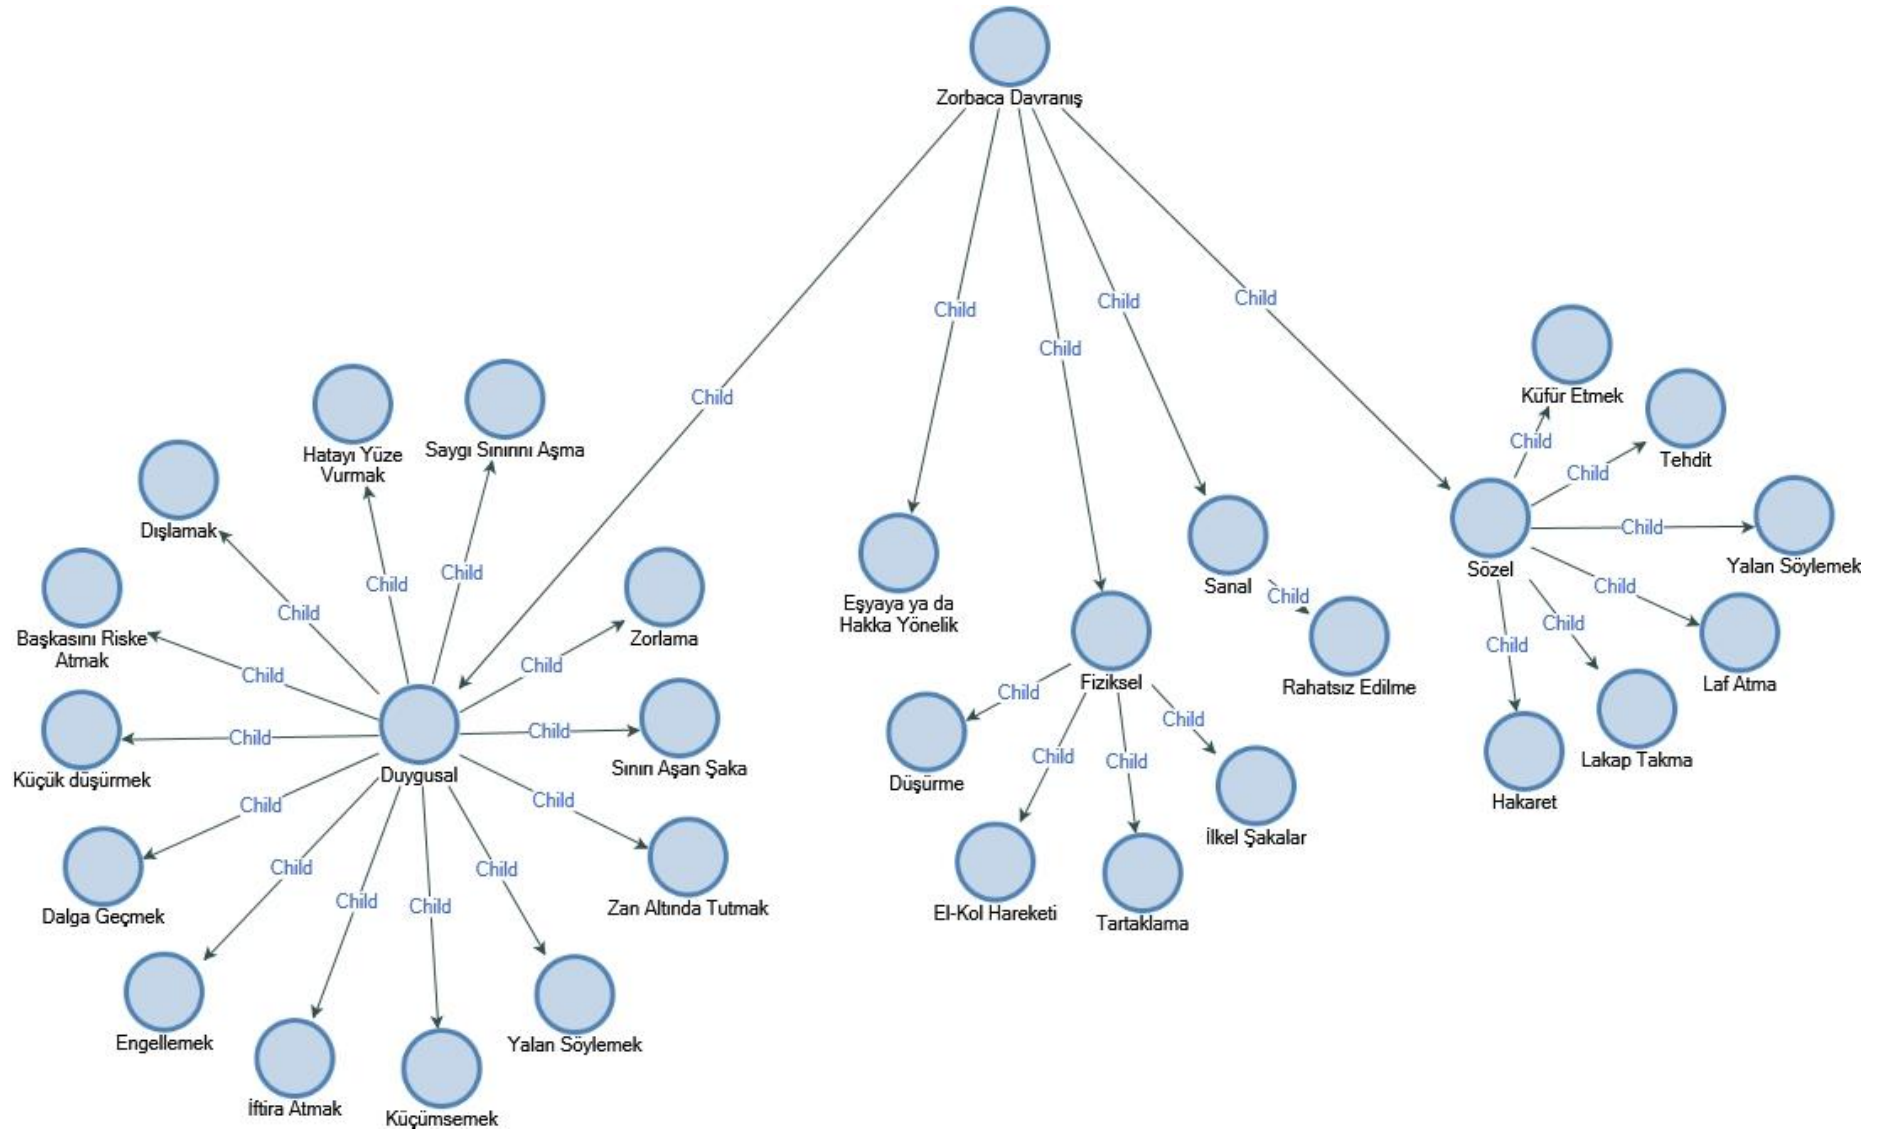 Zorbaca Davranış
Child
Child
Child
Child
Child
Küfür Etmek
Child
Tehdit
Child
Yalan Söylemek
Child
Sözel
Child
Laf Atma
Child
Lakap Takma
Child
Hakaret
Sanal
Child
Rahatsız Edilme
Eşyaya ya da
Hakka Yönelik
Fiziksel
Child
Düşürme
Child
El-Kol Hareketi
Child
Tartaklama
Child
İlkel Şakalar
Hatayı Yüze
Vurmak
Saygı Sınırını Aşma
Dışlamak
Child
Child
Child
Başkasını Riske
Atmak
Child
Zorlama
Child
Küçük düşürmek
Child
Duygusal
Child
Sınırı Aşan Şaka
Child
Dalga Geçmek
Child
Zan Altında Tutmak
Child
Engellemek
Child
İftira Atmak
Child
Küçümsemek
Child
Yalan Söylemek